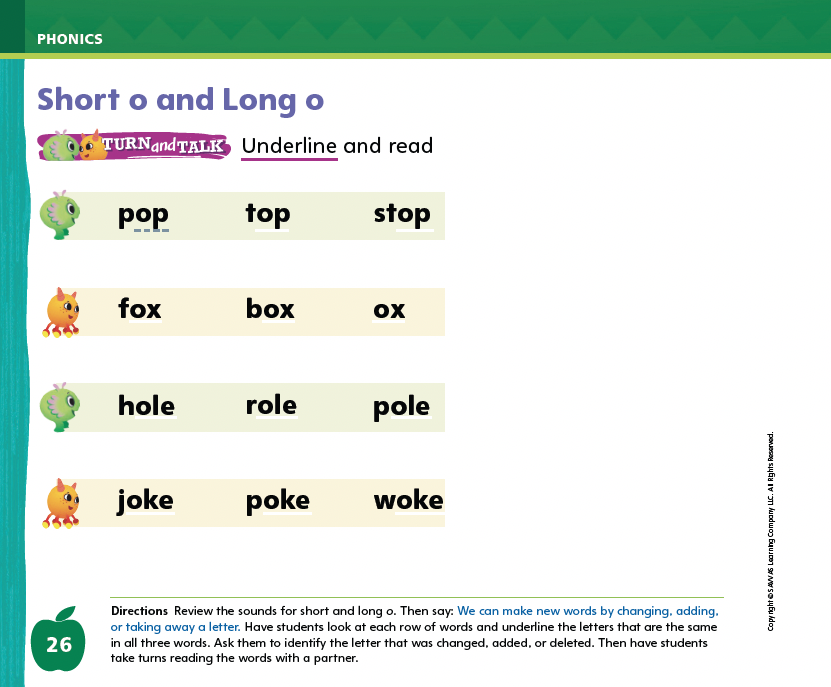 PHONICS
Short o and Long o
TURNandTALK Underline and read
pop top stop
fox box ox
hole role pole
joke poke woke
Directions Review the sounds for short and long o. Then say: We can make new words by changing, adding,
or taking away a letter. Have students look at each row of words and underline the letters that are the same
in all three words. Ask them to identify the letter that was changed, added, or deleted. Then have students
take turns reading the words with a partner.
26
Copyright © SAVVAS Learning Company LLC. All Rights Reserved.